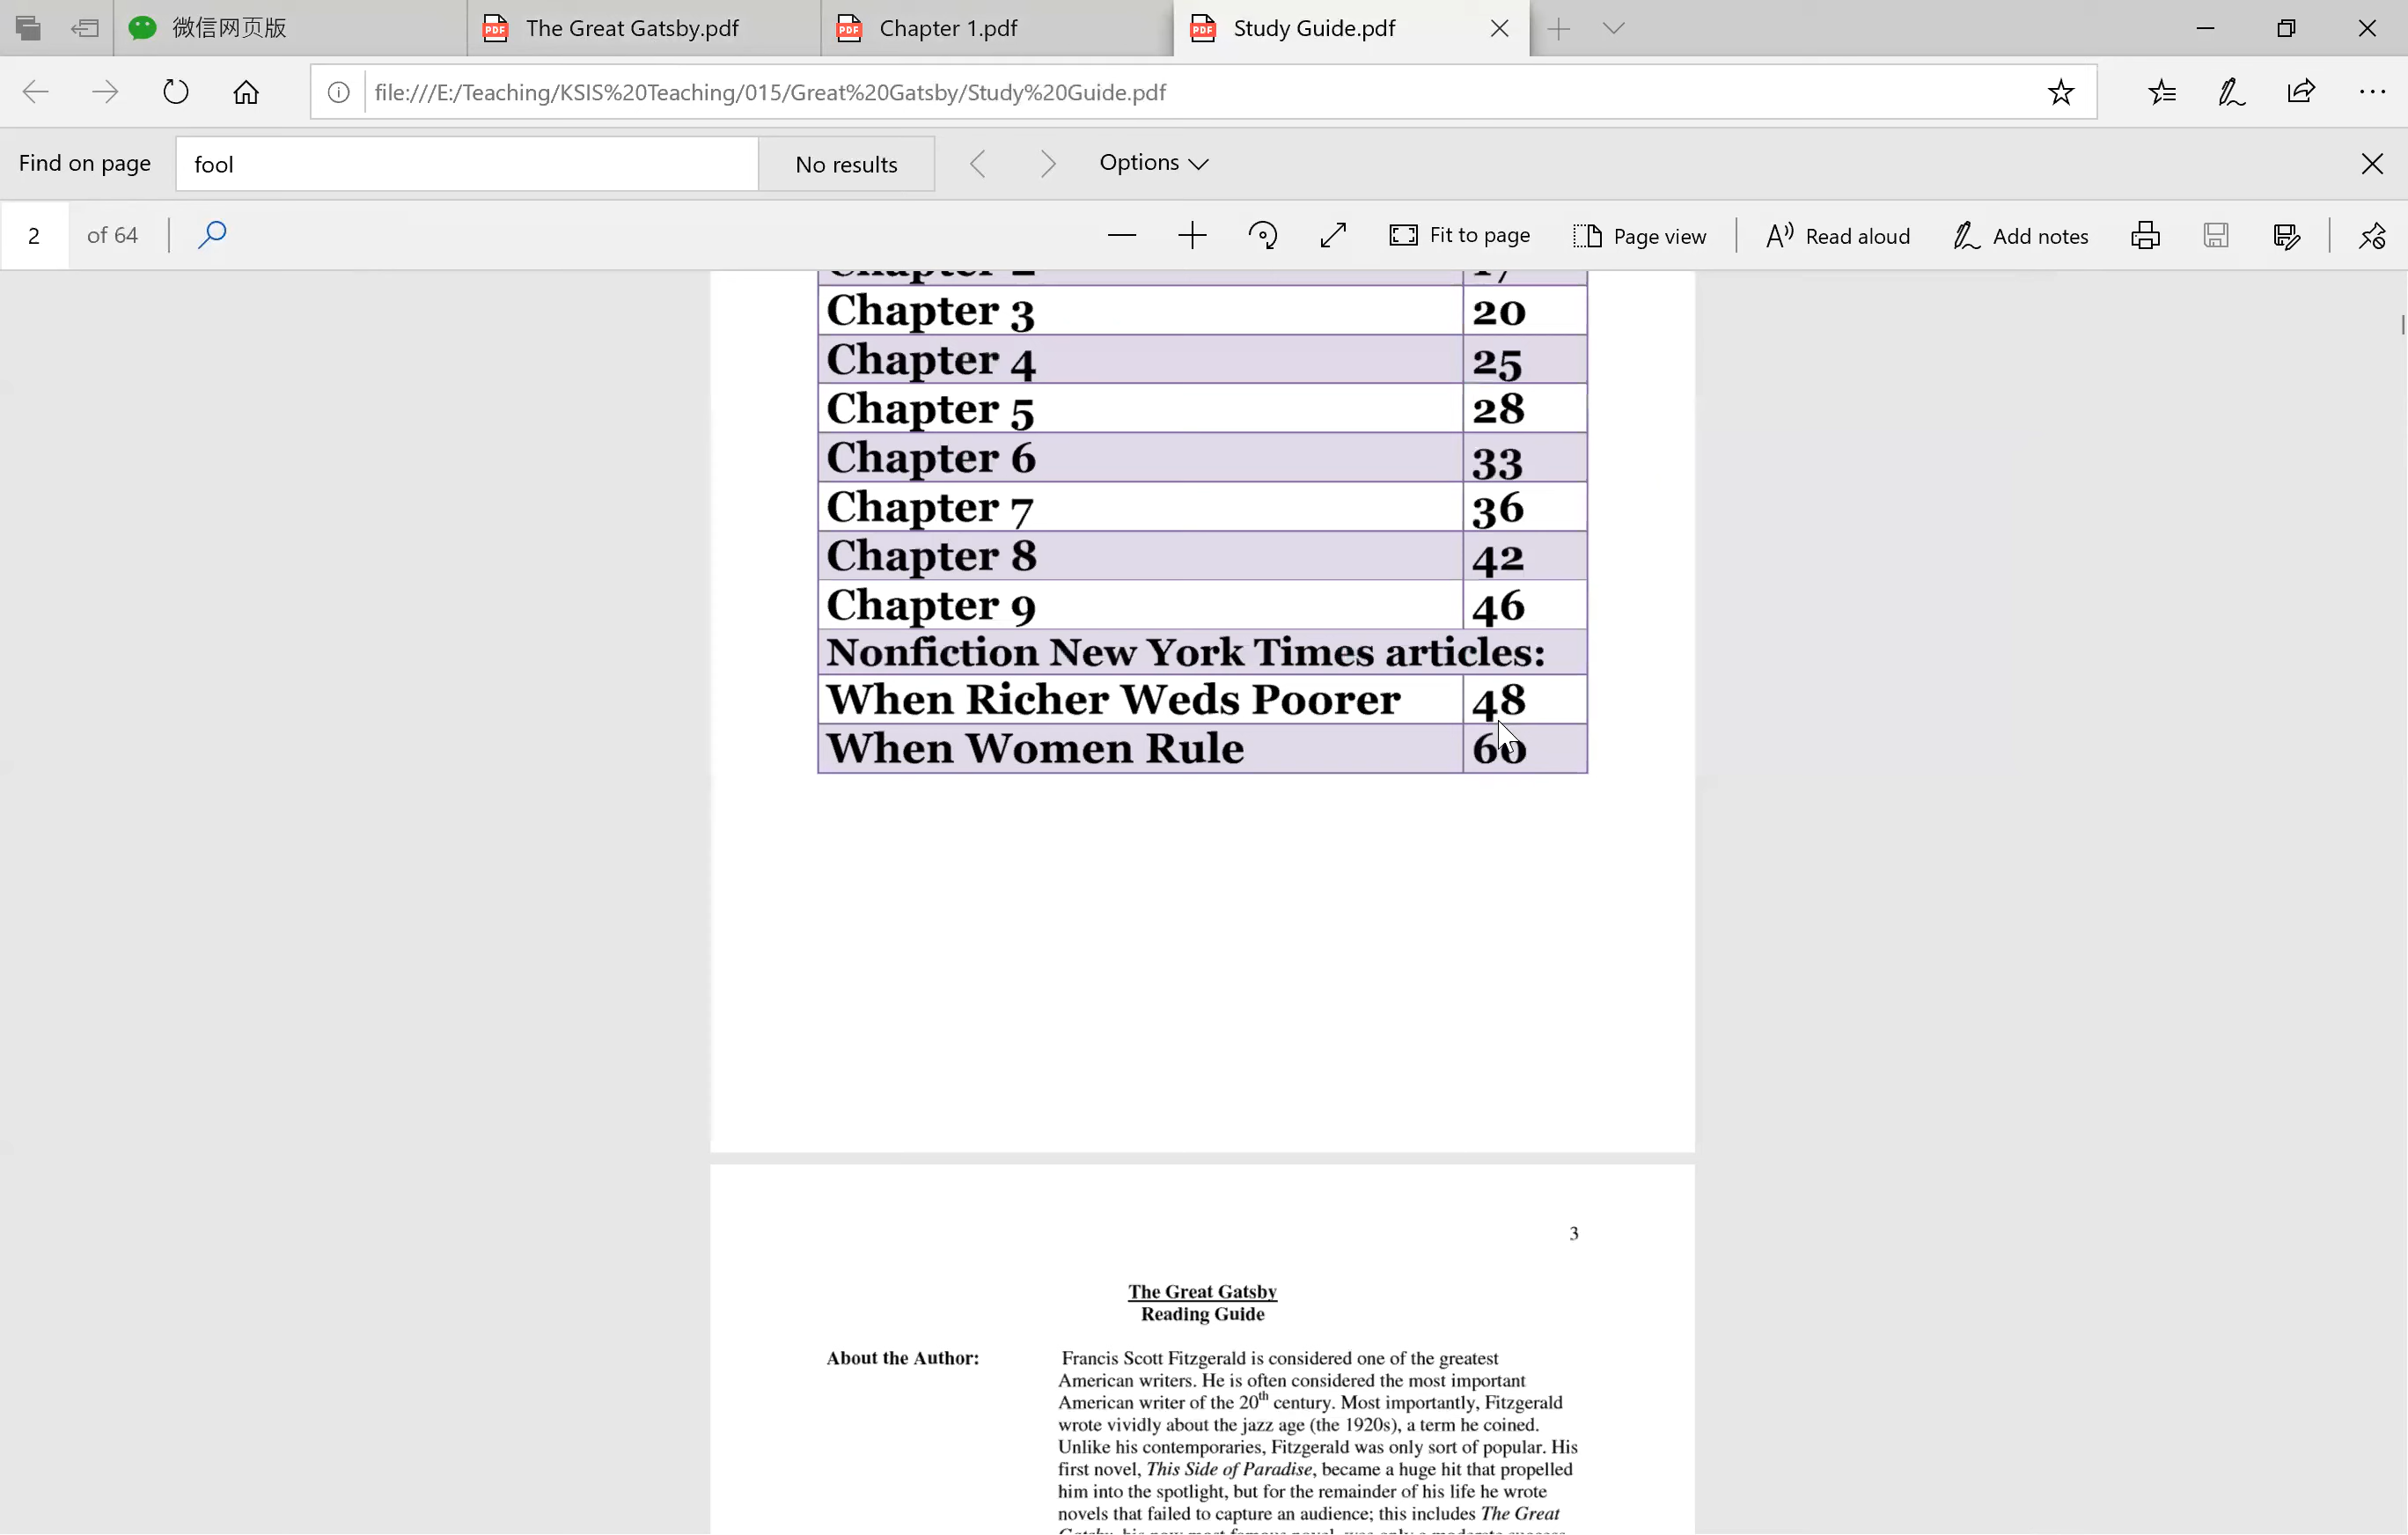 微信网页版
The Great Gatsby.pdf
Chapter 1.pdf
Study Guide.pdf
file:///E:/Teaching/KSIS%20Teaching/015/Great%20Gatsby/Study%20Guide.pdf
Find on page
fool
No results
Options
2
of 64
Fit to page
Page view
Read aloud
Add notes
Chapter 2 17
Chapter 3 20
Chapter 4 25
Chapter 5 28
Chapter 6 33
Chapter 7 36
Chapter 8 42
Chapter 9 46
Nonfiction New York Times articles:
When Richer Weds Poorer 48
When Women Rule 60
3
The Great Gatsby
Reading Guide
About the Author:
Francis Scott Fitzgerald is considered one of the greatest
American writers. He is often considered the most important
American writer of the 20th century. Most importantly, Fitzgerald
wrote vividly about the jazz age (the 1920s), a term he coined.
Unlike his contemporaries, Fitzgerald was only sort of popular. His
first novel, This Side of Paradise, became a huge hit that propelled
him into the spotlight, but for the remainder of his life he wrote
novels that failed to capture an audience; this includes The Great